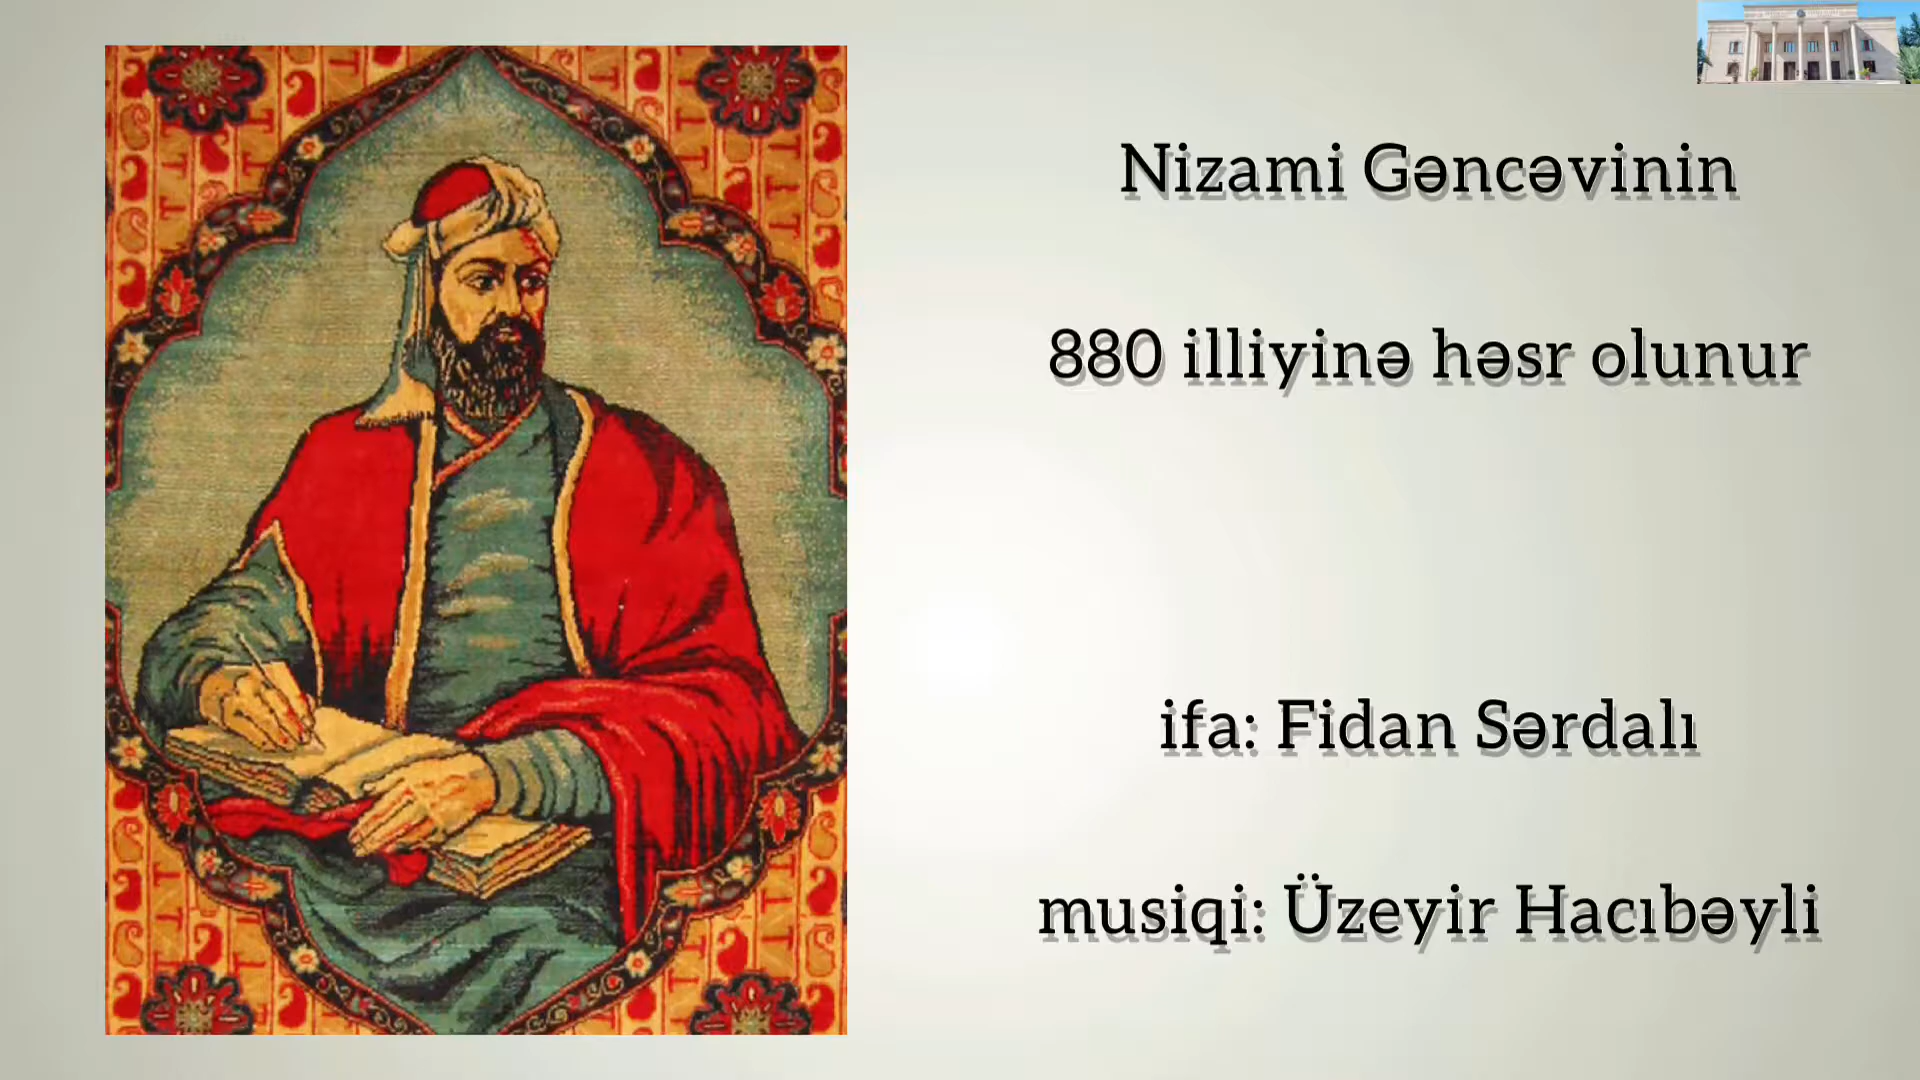 Nizami Gəncəvinin
880 illiyinə həsr olunur
ifa: Fidan Sərdalı
musiqi: Üzeyir Hacıbəyli